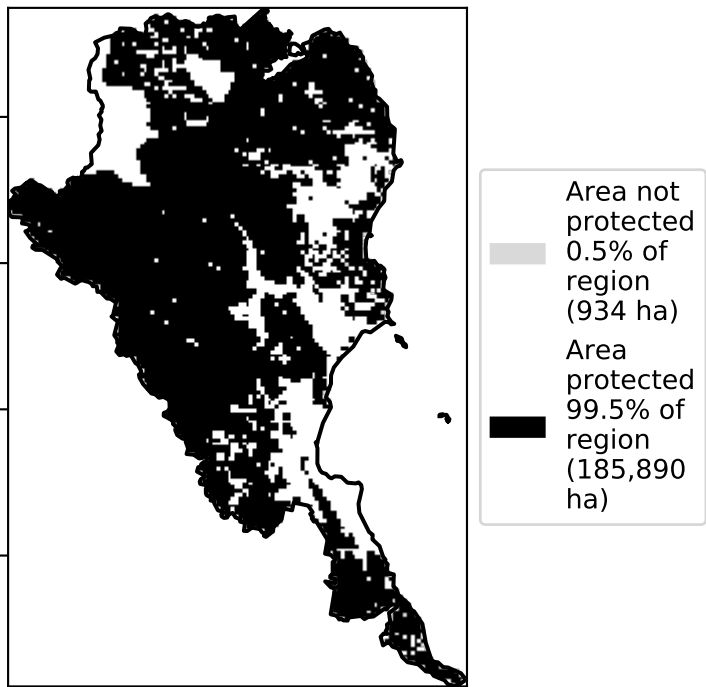 Area not
protected
0.5% of
region
(934 ha)
Area
protected
99.5% of
region
(185,890
ha)